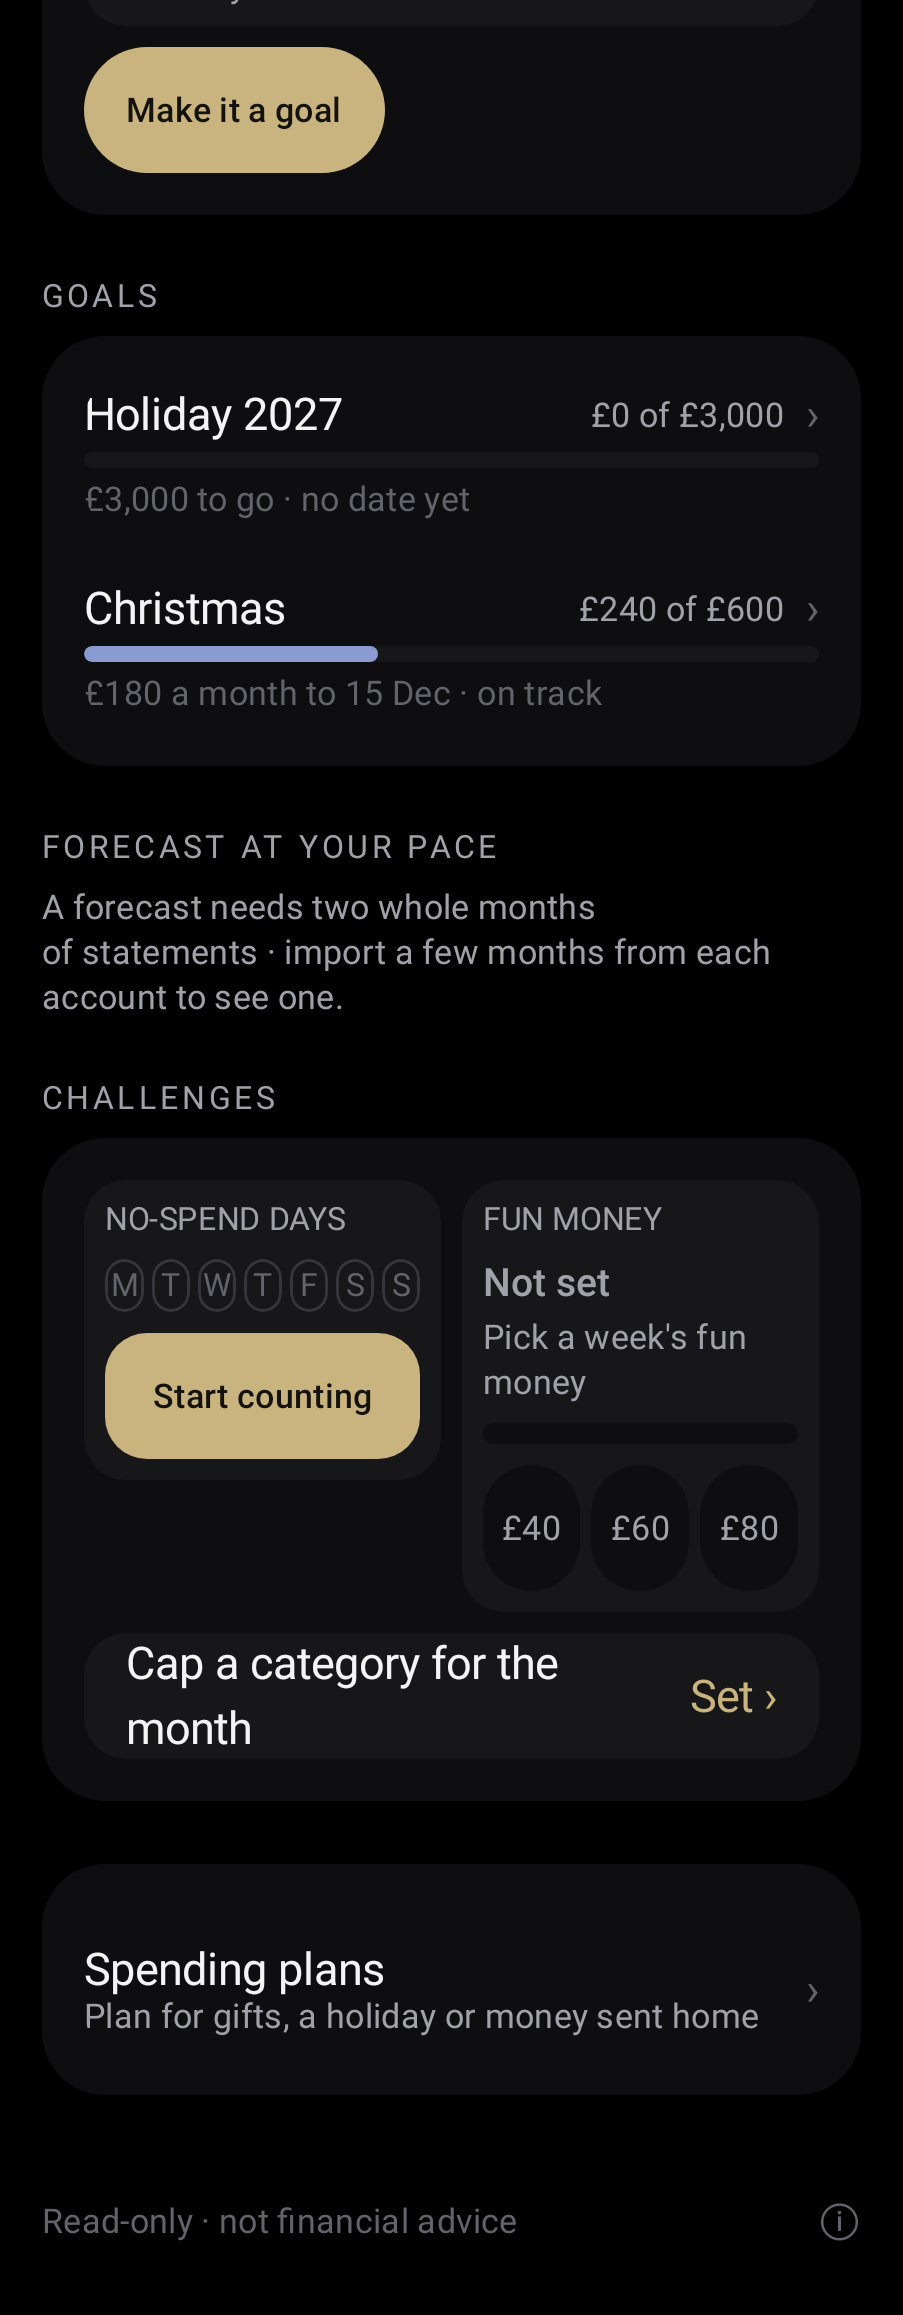 Make it a goal
GOALS
Holiday 2027
£0 of £3,000 ›
£3,000 to go · no date yet
Christmas
£240 of £600 ›
£180 a month to 15 Dec · on track
FORECAST AT YOUR PACE
A forecast needs two whole months
of statements · import a few months from each
account to see one.
CHALLENGES
NO-SPEND DAYS
M T W T F S S
Start counting
FUN MONEY
Not set
Pick a week's fun
money
£40 £60 £80
Cap a category for the
month
Set ›
Spending plans
Plan for gifts, a holiday or money sent home
›
Read-only · not financial advice